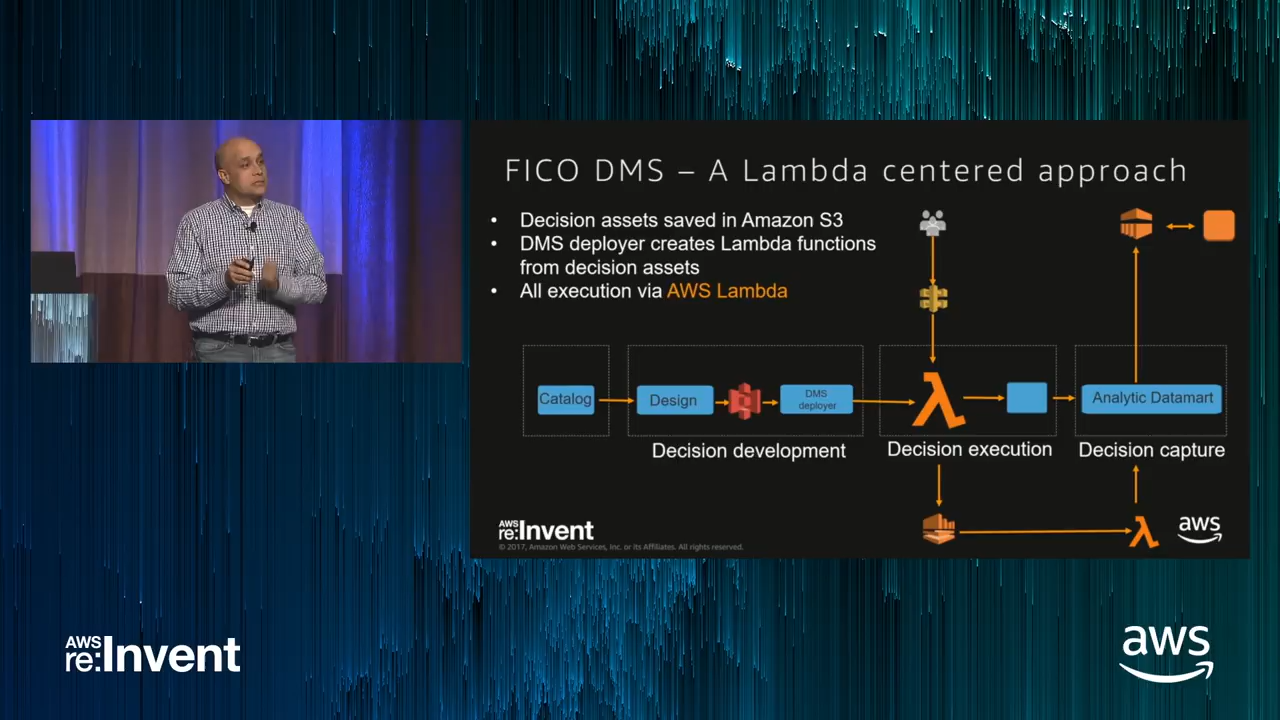 FICO DMS – A Lambda centered approach
• Decision assets saved in Amazon S3
• DMS deployer creates Lambda functions
from decision assets
• All execution via AWS Lambda
Catalog
Design
DMS
deployer
Analytic Datamart
Decision development
Decision execution
Decision capture
AWS
re:Invent
© 2017, Amazon Web Services, Inc. or its Affiliates. All rights reserved.
aws
AWS
re:Invent
aws